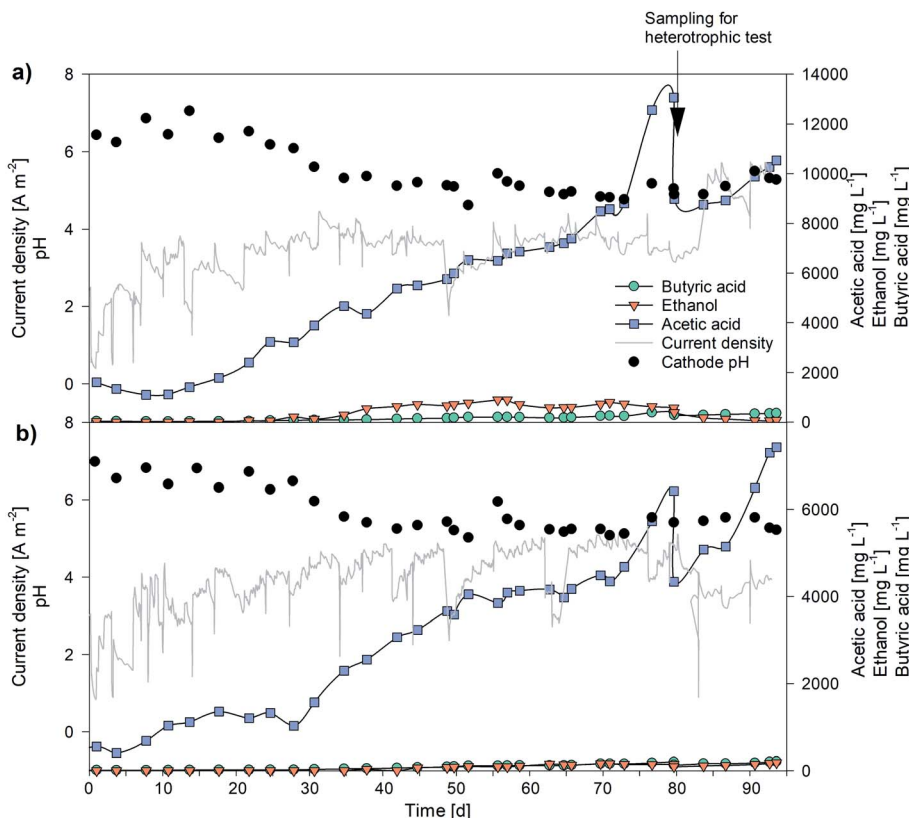 Sampling for
heterotrophic test
a)
8
6
4
2
0
Current density [A m⁻²]
pH
14000
12000
10000
8000
6000
4000
2000
0
Acetic acid [mg L⁻¹]
Ethanol [mg L⁻¹]
Butyric acid [mg L⁻¹]
Butyric acid
Ethanol
Acetic acid
Current density
Cathode pH
b)
8
6
4
2
0
Current density [A m⁻²]
pH
6000
4000
2000
0
Acetic acid [mg L⁻¹]
Ethanol [mg L⁻¹]
Butyric acid [mg L⁻¹]
0 10 20 30 40 50 60 70 80 90
Time [d]